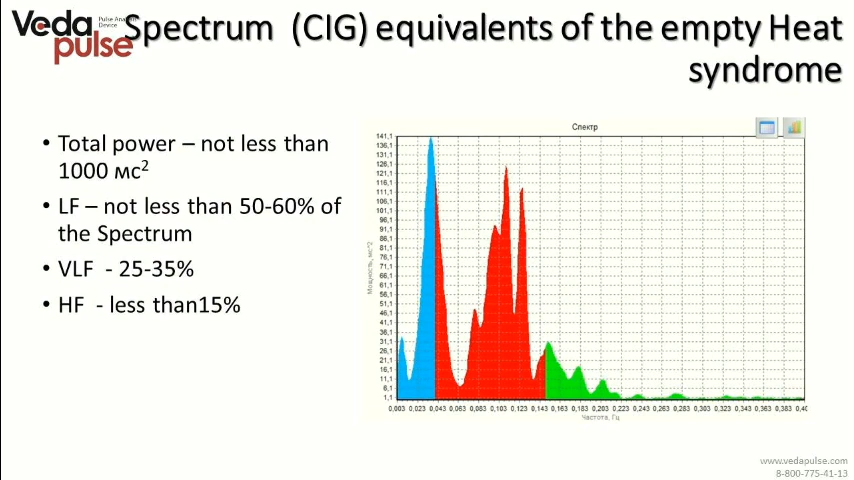 Veda
pulse
Pulse Analysis
Device
Spectrum (CIG) equivalents of the empty Heat
syndrome
• Total power – not less than
1000 мс²
• LF – not less than 50-60% of
the Spectrum
• VLF - 25-35%
• HF - less than15%
Спектр
Мощность, мс^2
141,1
136,1
131,1
126,1
121,1
116,1
111,1
106,1
101,1
96,1
91,1
86,1
81,1
76,1
71,1
66,1
61,1
56,1
51,1
46,1
41,1
36,1
31,1
26,1
21,1
16,1
11,1
6,1
1,1
0,003 0,023 0,043 0,063 0,083 0,103 0,123 0,143 0,163 0,183 0,203 0,223 0,243 0,263 0,283 0,303 0,323 0,343 0,363 0,383 0,40
Частота, Гц
www.vedapulse.com
8-800-775-41-13